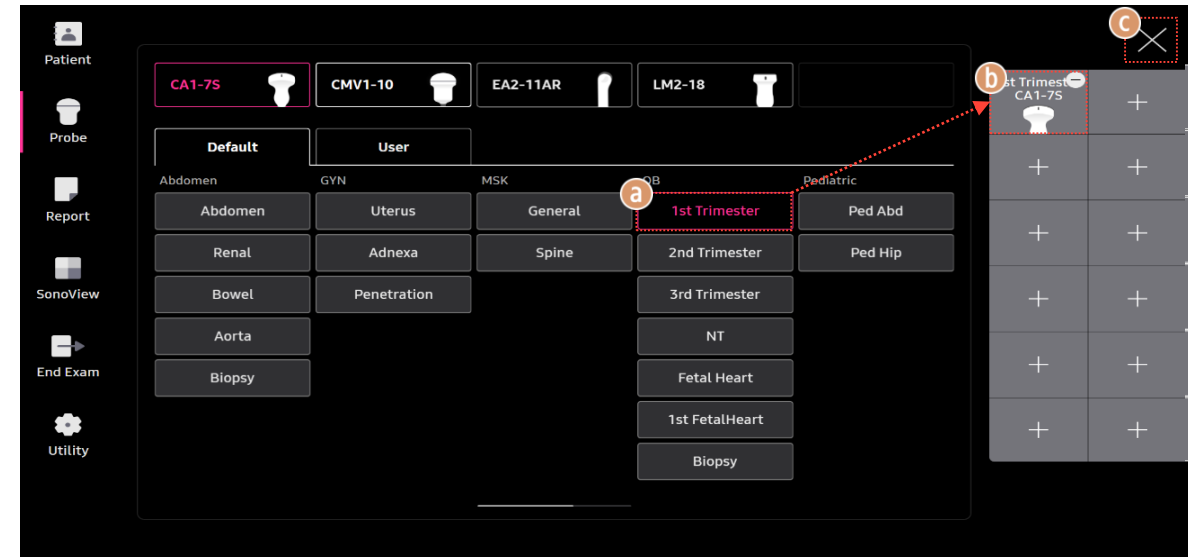 Patient
Probe
Report
SonoView
End Exam
Utility
CA1-7S
CMV1-10
EA2-11AR
LM2-18
Default
User
Abdomen
GYN
MSK
OB
Pediatric
Abdomen
Uterus
General
1st Trimester
Ped Abd
Renal
Adnexa
Spine
2nd Trimester
Ped Hip
Bowel
Penetration
3rd Trimester
Aorta
NT
Biopsy
Fetal Heart
1st FetalHeart
Biopsy
a
b
st Trimest
CA1-7S
c